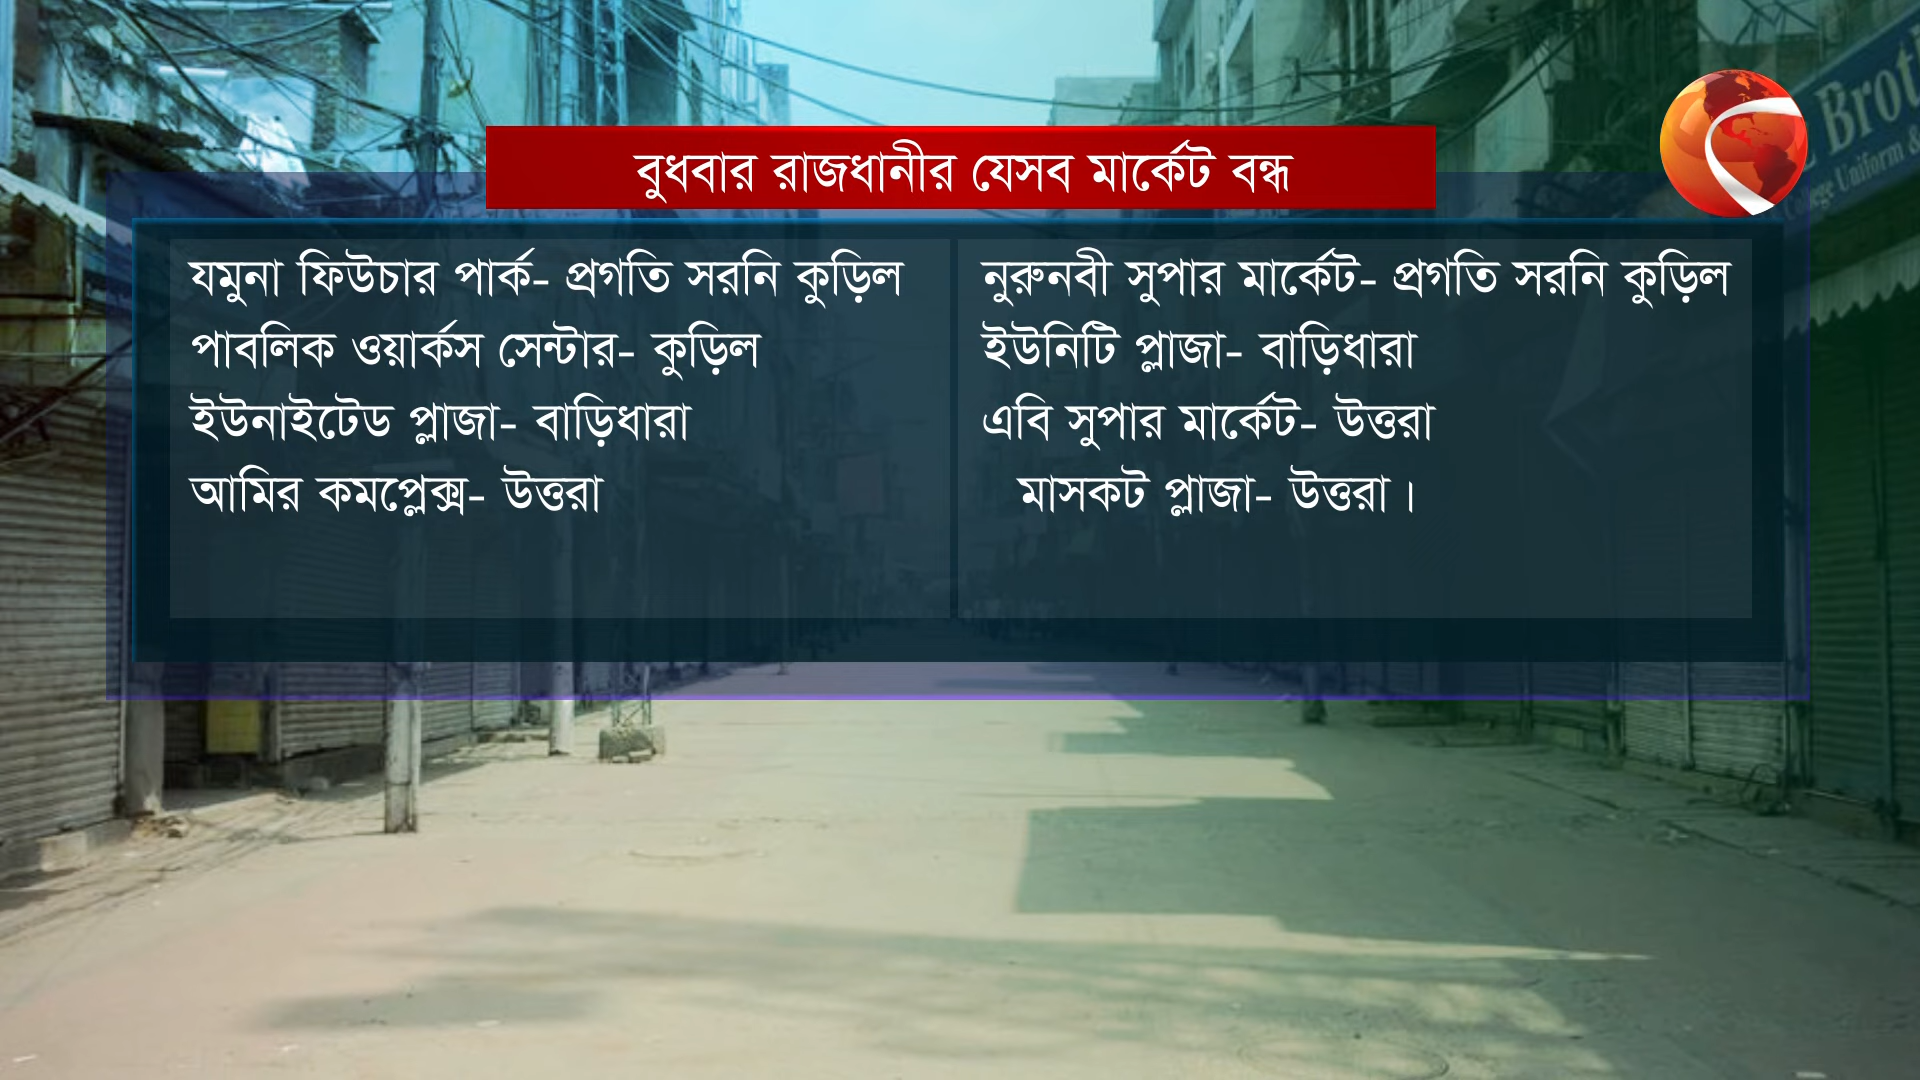 বুধবার রাজধানীর যেসব মার্কেট বন্ধ
যমুনা ফিউচার পার্ক- প্রগতি সরনি কুড়িল
পাবলিক ওয়ার্কস সেন্টার- কুড়িল
ইউনাইটেড প্লাজা- বাড়িধারা
আমির কমপ্লেক্স- উত্তরা
নুরুনবী সুপার মার্কেট- প্রগতি সরনি কুড়িল
ইউনিটি প্লাজা- বাড়িধারা
এবি সুপার মার্কেট- উত্তরা
মাসকট প্লাজা- উত্তরা।
Uniform &